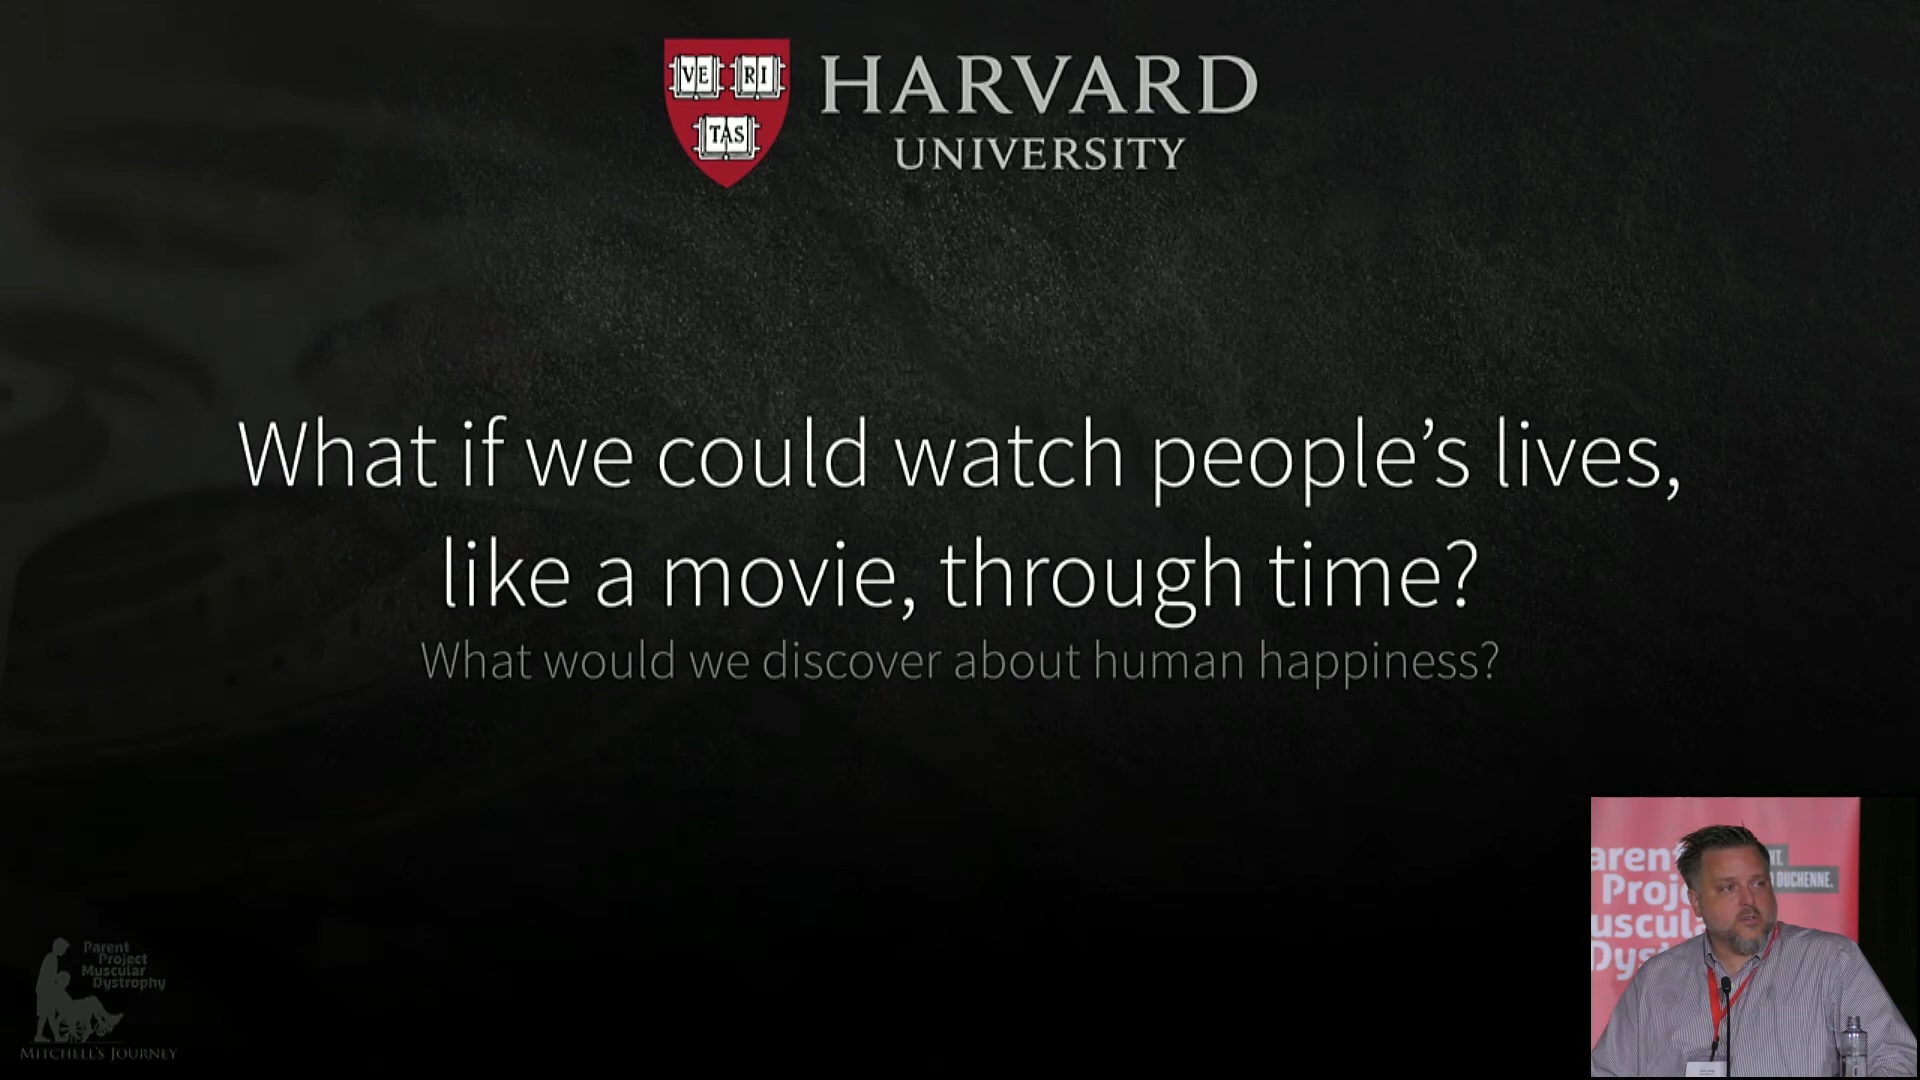 VE RI
TAS
HARVARD
UNIVERSITY
What if we could watch people’s lives,
like a movie, through time?
What would we discover about human happiness?
Parent
Project
Muscular
Dystrophy
MITCHELL'S JOURNEY
DUCHENNE.